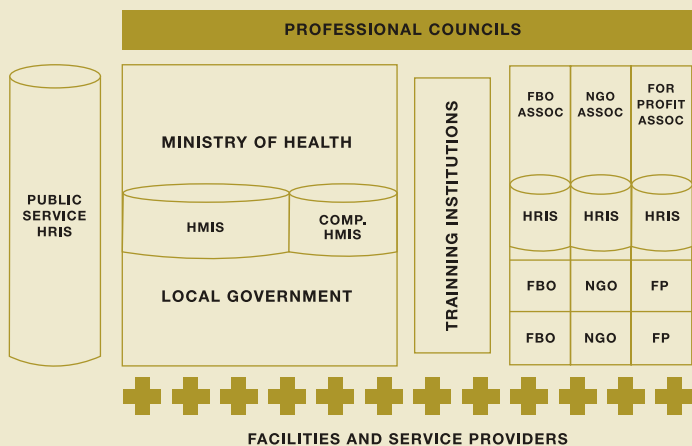 PROFESSIONAL COUNCILS
PUBLIC
SERVICE
HRIS
MINISTRY OF HEALTH
HMIS
COMP.
HMIS
LOCAL GOVERNMENT
TRAINNING INSTITUTIONS
FBO
ASSOC
NGO
ASSOC
FOR
PROFIT
ASSOC
HRIS
HRIS
HRIS
FBO
NGO
FP
FBO
NGO
FP
FACILITIES AND SERVICE PROVIDERS